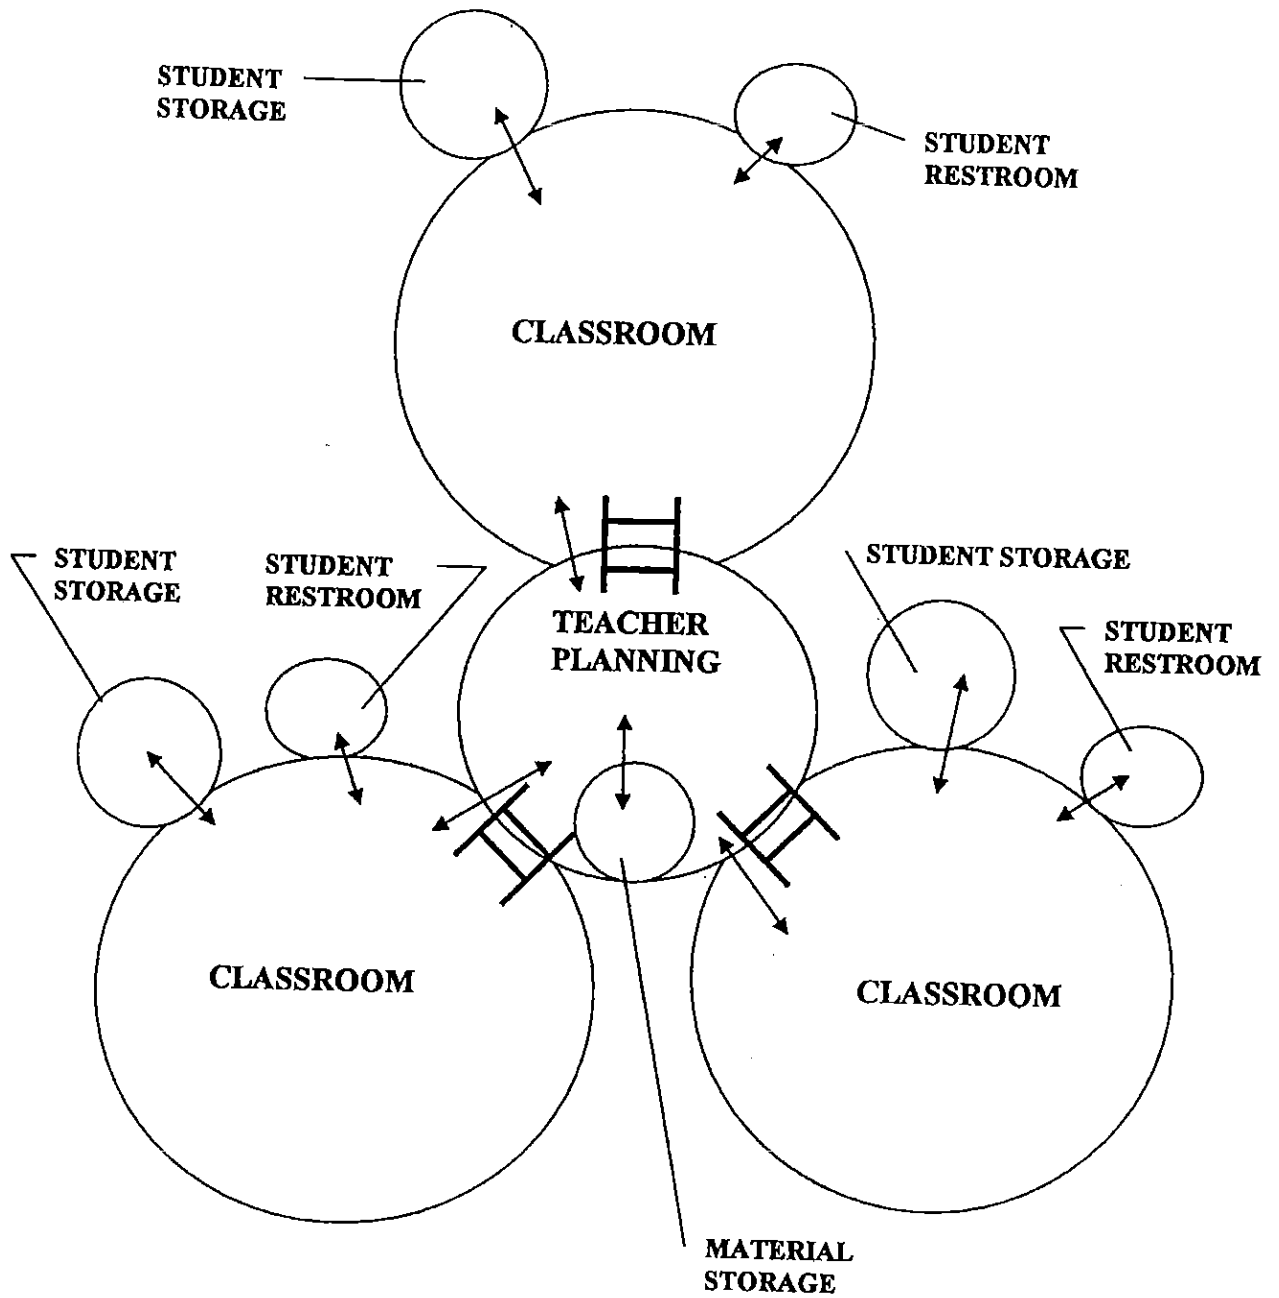 STUDENT
STORAGE
STUDENT
RESTROOM
CLASSROOM
STUDENT
STORAGE
STUDENT
RESTROOM
TEACHER
PLANNING
STUDENT STORAGE
STUDENT
RESTROOM
CLASSROOM
CLASSROOM
MATERIAL
STORAGE